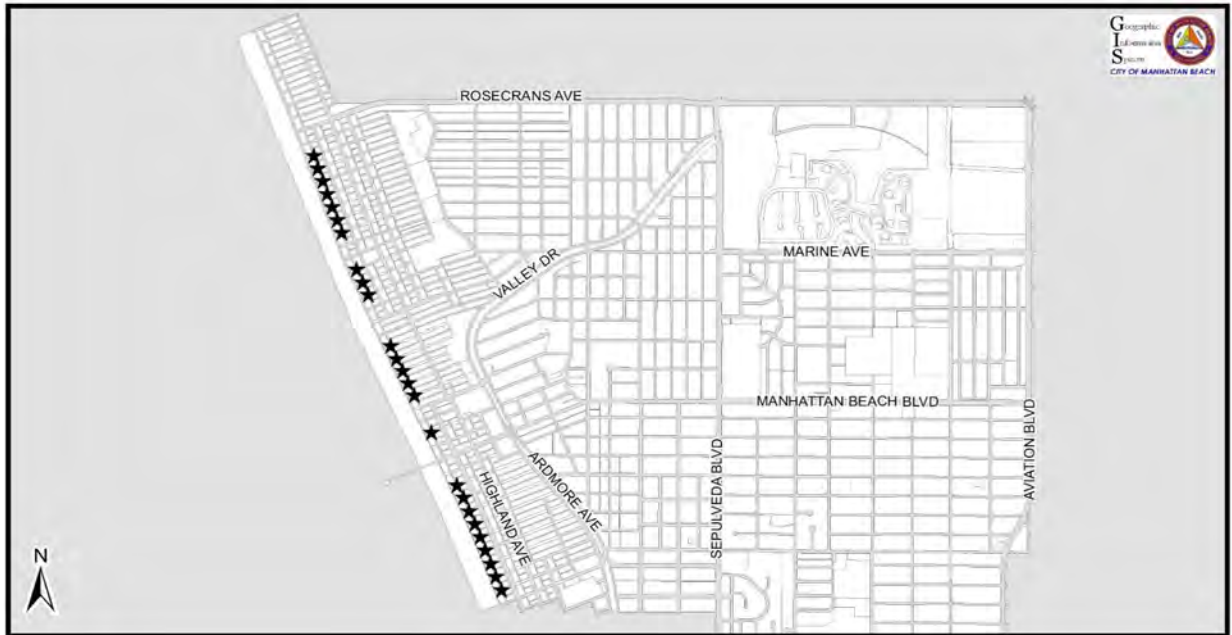 Geographic
Information
System
CITY OF MANHATTAN BEACH
ROSECRANS AVE
VALLEY DR
MARINE AVE
MANHATTAN BEACH BLVD
ARDMORE AVE
HIGHLAND AVE
SEPULVEDA BLVD
AVIATION BLVD
N